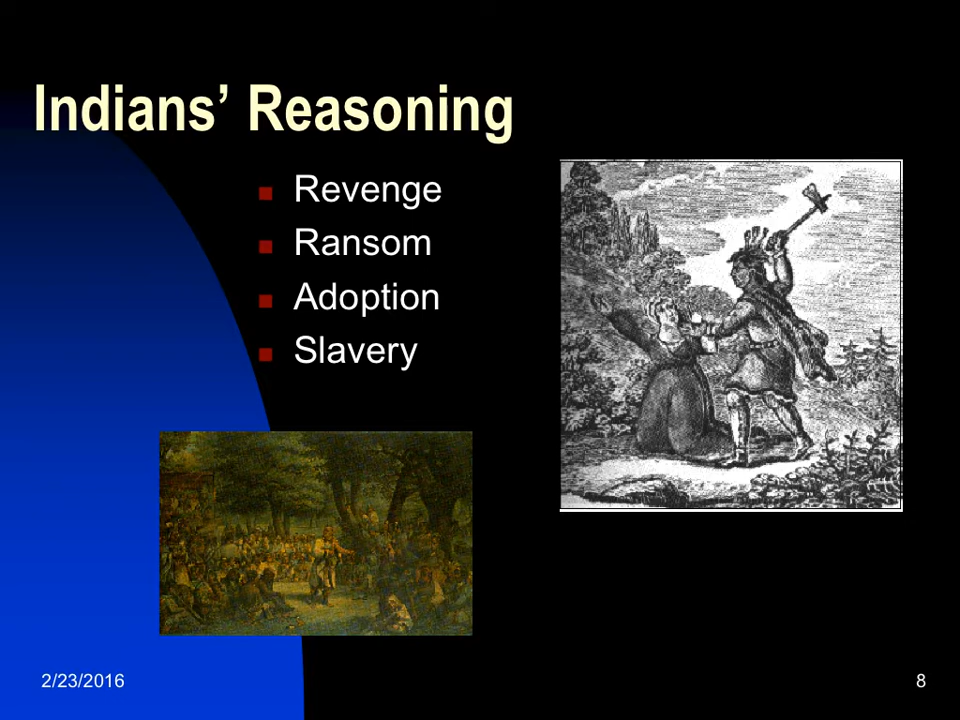 Indians’ Reasoning
Revenge
Ransom
Adoption
Slavery
2/23/2016
8